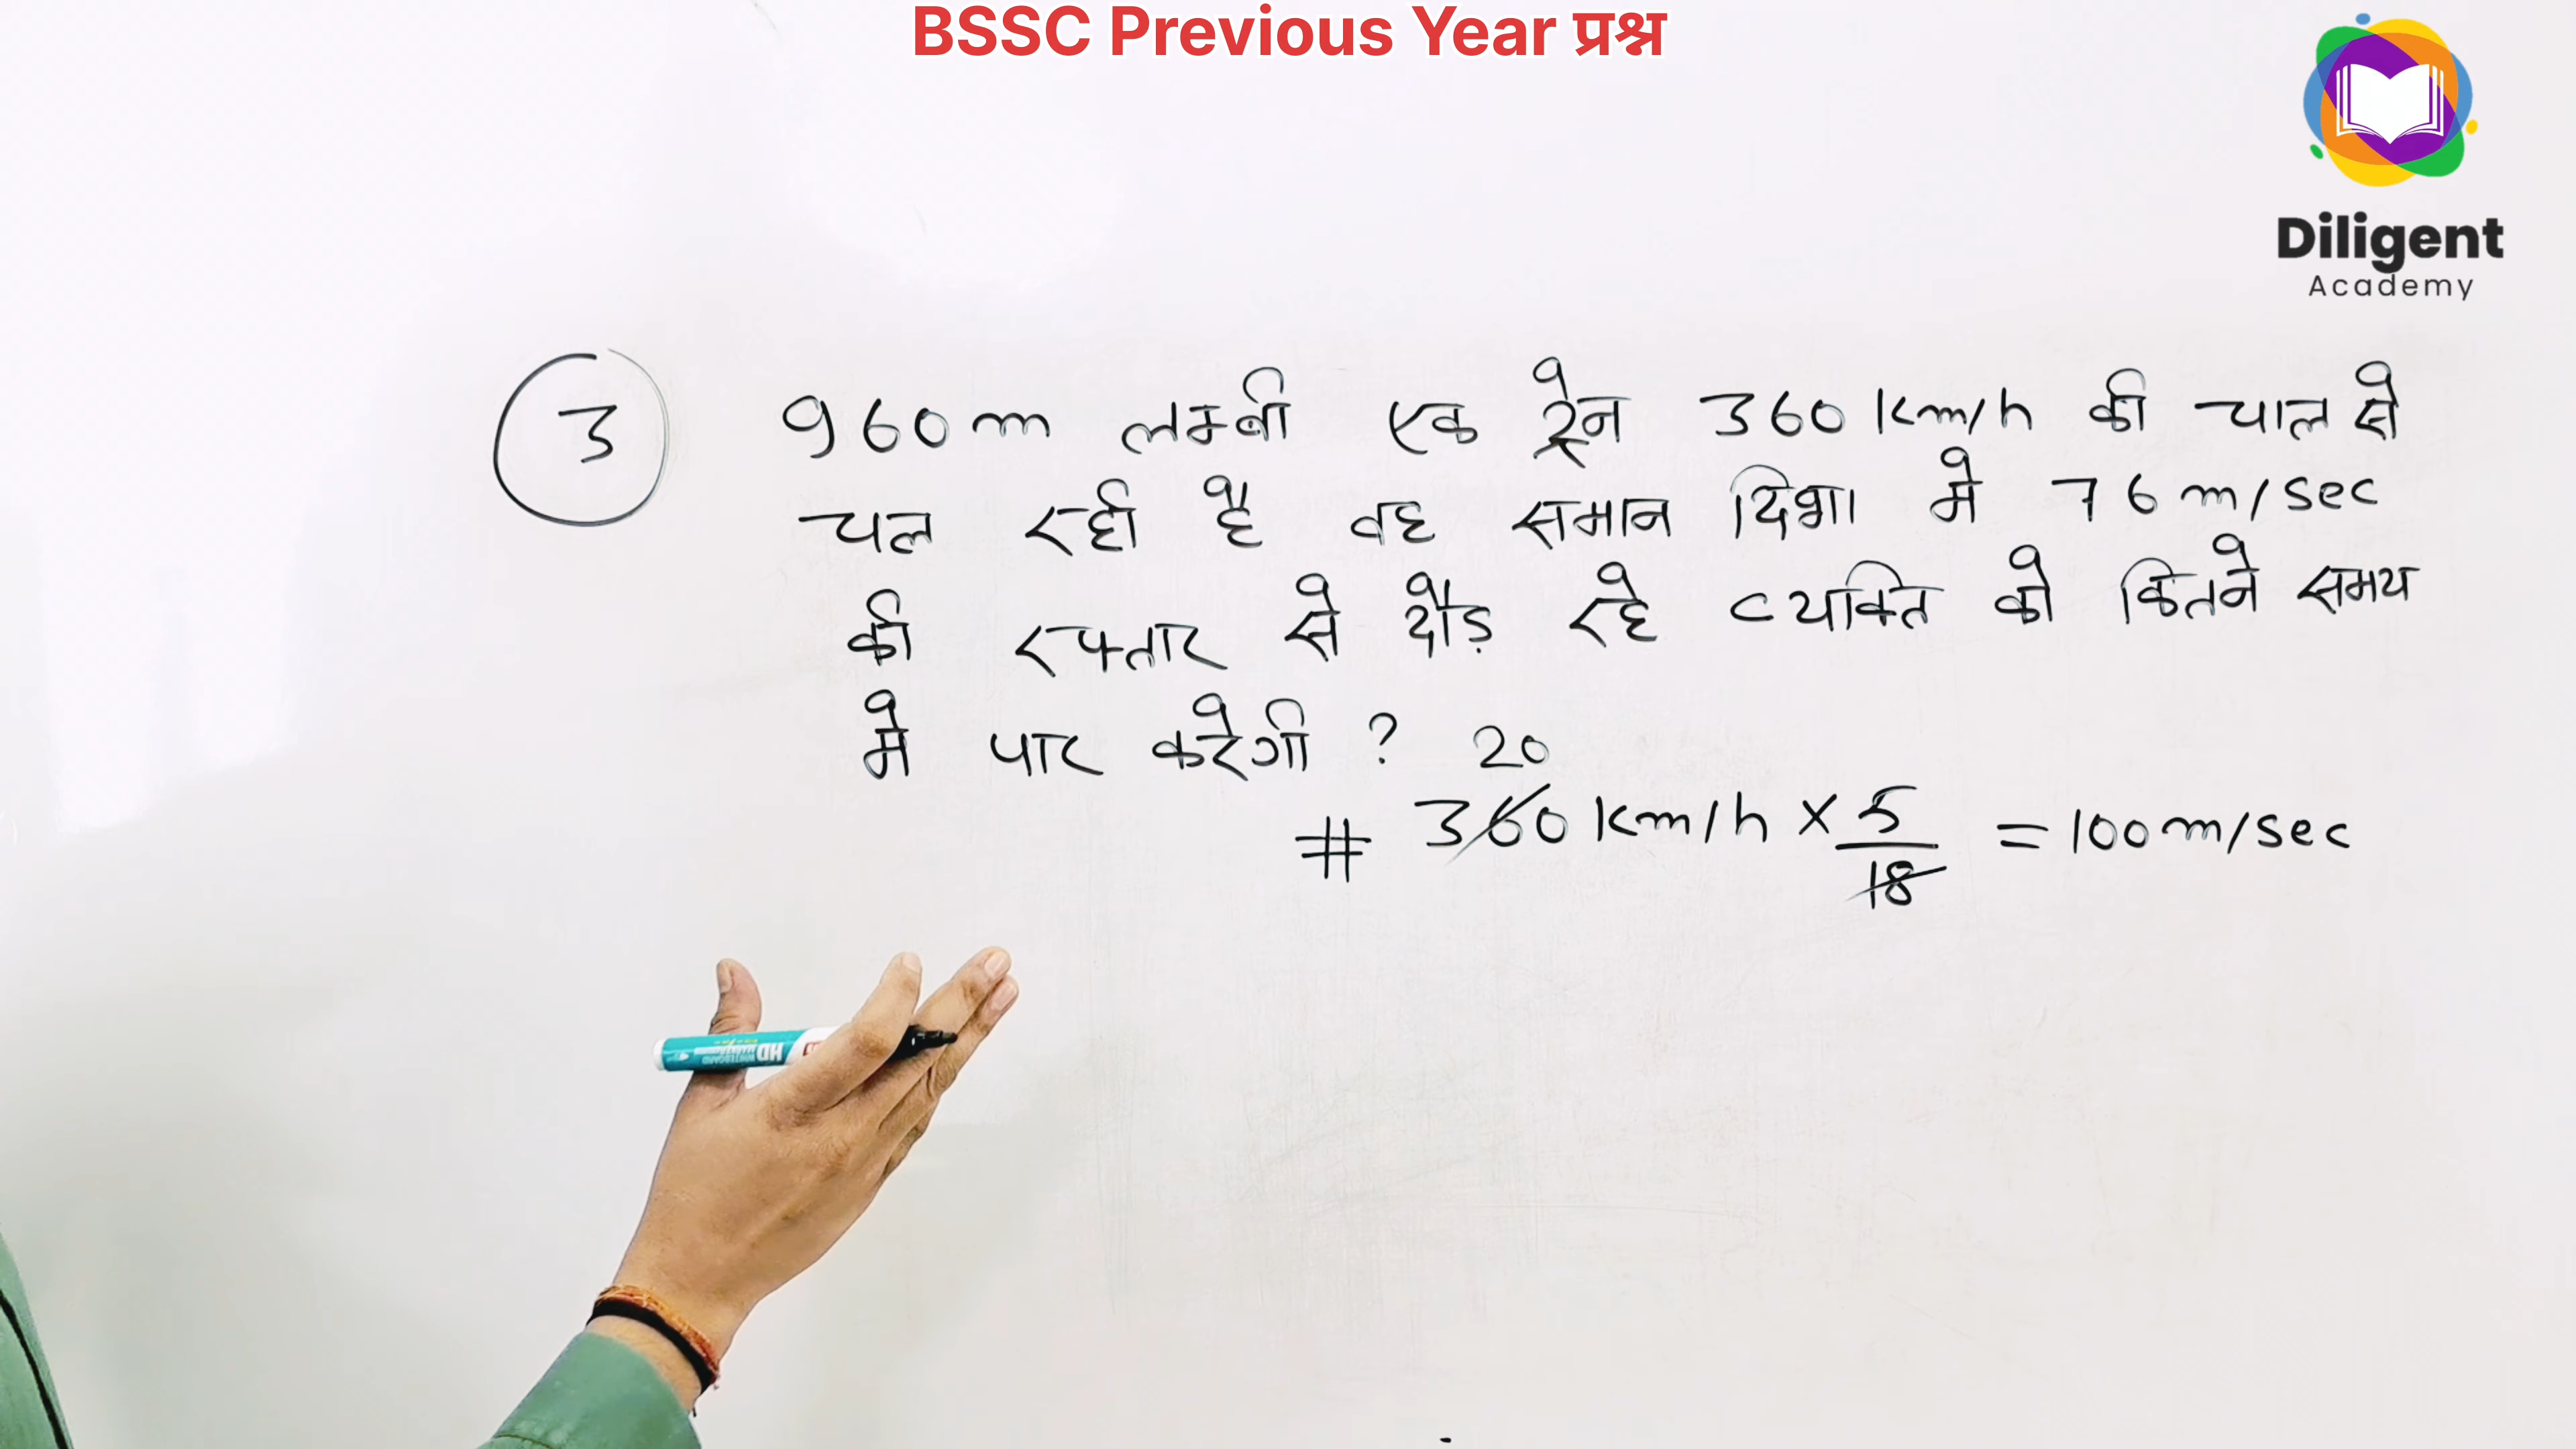 BSSC Previous Year प्रश्न
Diligent
Academy
3
960 m लम्बी एक ट्रेन 360 km/h की चाल से
चल रही है वह समान दिशा मे 76 m/sec
की रफ्तार से दौड़ रहे व्यक्ति को कितने समय
मे पार करेगी ? 20
# 360 km/h × 5/18 = 100 m/sec